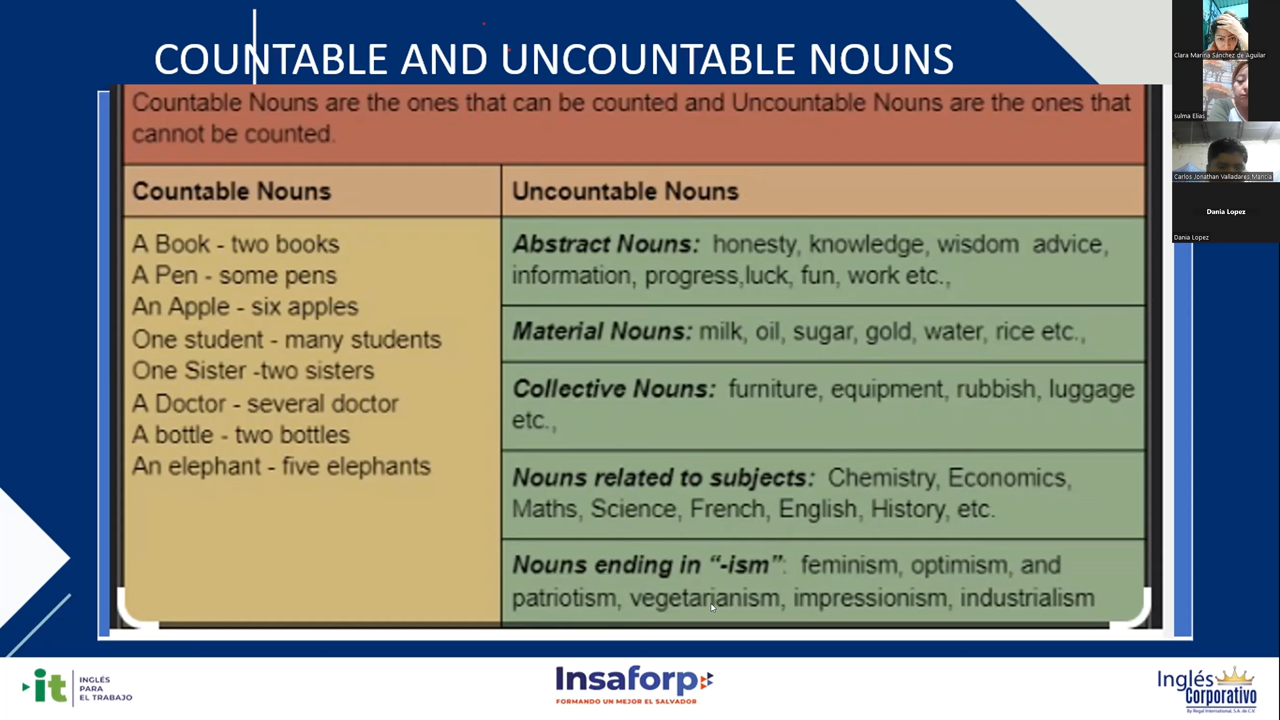 COUNTABLE AND UNCOUNTABLE NOUNS
Countable Nouns are the ones that can be counted and Uncountable Nouns are the ones that
cannot be counted.
Countable Nouns
A Book - two books
A Pen - some pens
An Apple - six apples
One student - many students
One Sister -two sisters
A Doctor - several doctor
A bottle - two bottles
An elephant - five elephants
Uncountable Nouns
Abstract Nouns: honesty, knowledge, wisdom advice,
information, progress,luck, fun, work etc.,
Material Nouns: milk, oil, sugar, gold, water, rice etc.,
Collective Nouns: furniture, equipment, rubbish, luggage
etc.,
Nouns related to subjects: Chemistry, Economics,
Maths, Science, French, English, History, etc.
Nouns ending in “-ism”: feminism, optimism, and
patriotism, vegetarianism, impressionism, industrialism
Clara Marina Sánchez de Aguilar
sulma Elias
Carlos Jonathan Valladares Mancia
Dania Lopez
Dania Lopez
it
INGLÉS
PARA
EL TRABAJO
Insaforp
FORMANDO UN MEJOR EL SALVADOR
Inglés
Corporativo
By Regal International, S.A. de C.V.